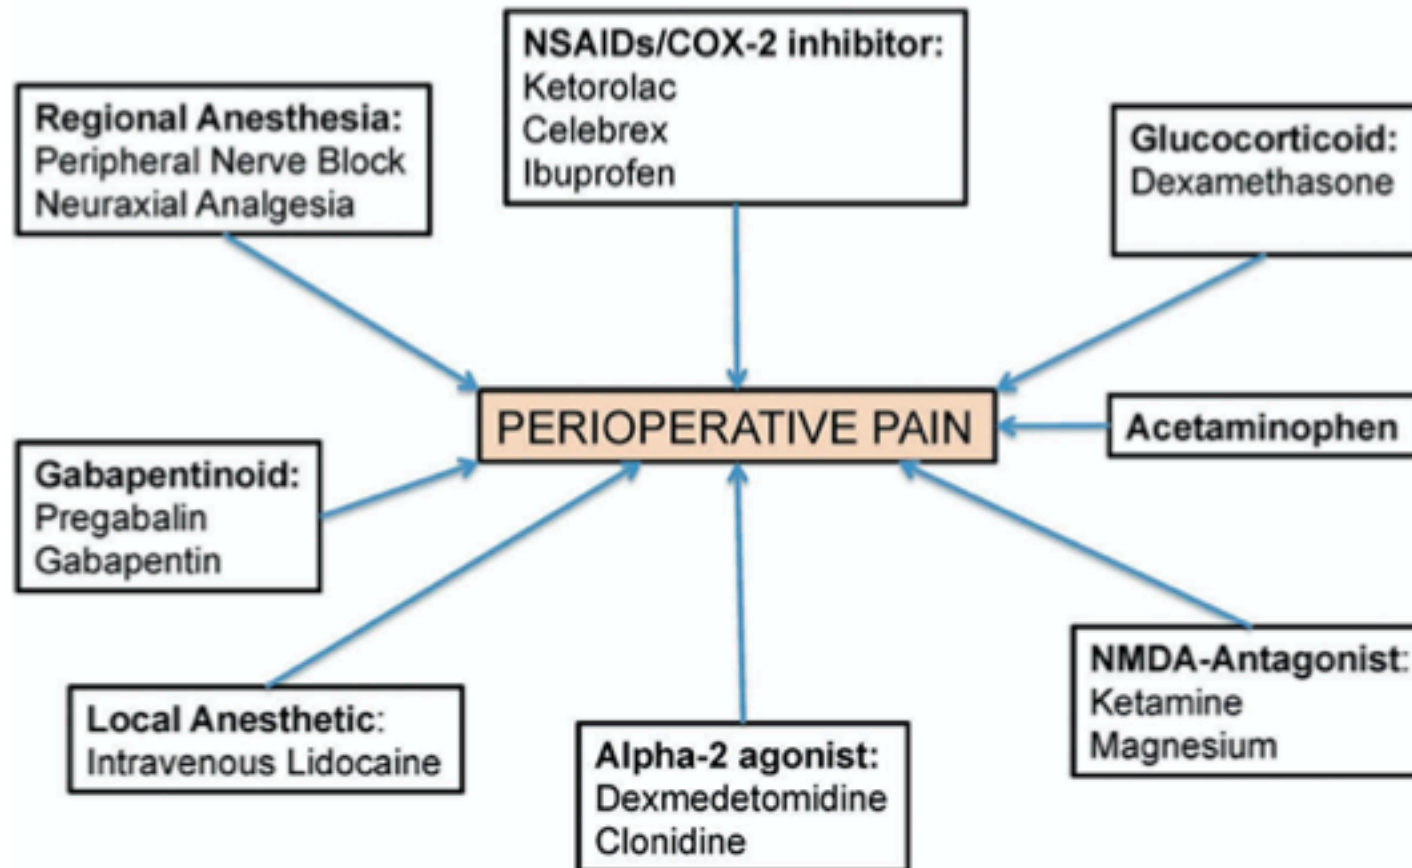 NSAIDs/COX-2 inhibitor:
Ketorolac
Celebrex
Ibuprofen
Regional Anesthesia:
Peripheral Nerve Block
Neuraxial Analgesia
Glucocorticoid:
Dexamethasone
PERIOPERATIVE PAIN
Acetaminophen
Gabapentinoid:
Pregabalin
Gabapentin
NMDA-Antagonist:
Ketamine
Magnesium
Local Anesthetic:
Intravenous Lidocaine
Alpha-2 agonist:
Dexmedetomidine
Clonidine